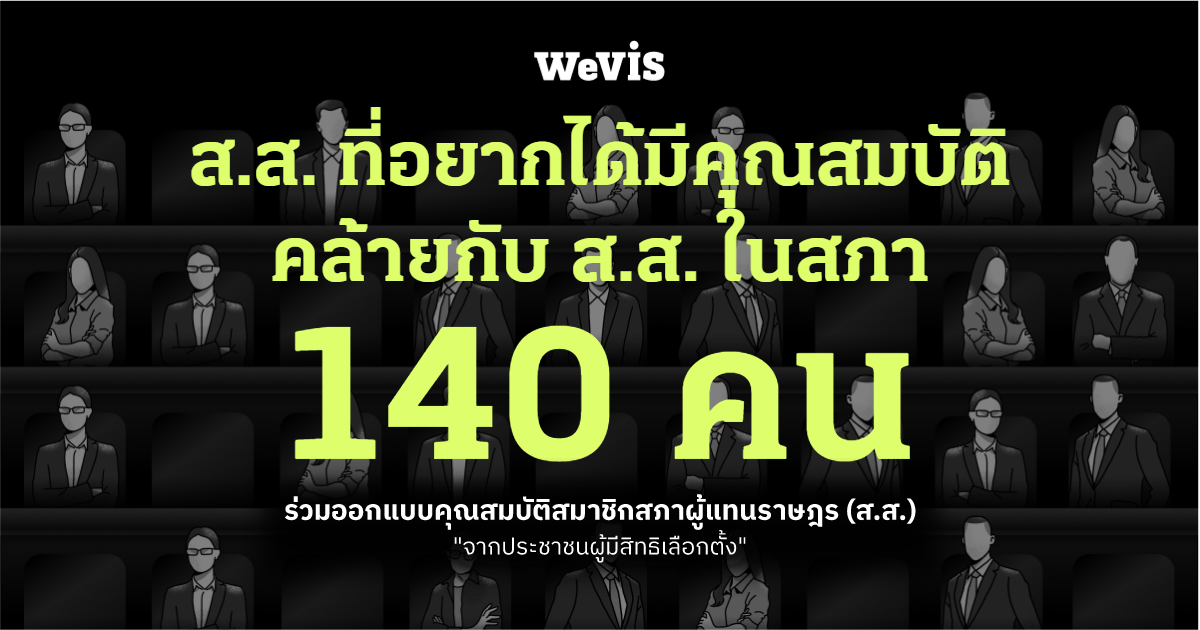 WeVIS
ส.ส. ที่อยากได้มีคุณสมบัติ
คล้ายกับ ส.ส. ในสภา
140 คน
ร่วมออกแบบคุณสมบัติสมาชิกสภาผู้แทนราษฎร (ส.ส.)
"จากประชาชนผู้มีสิทธิเลือกตั้ง"